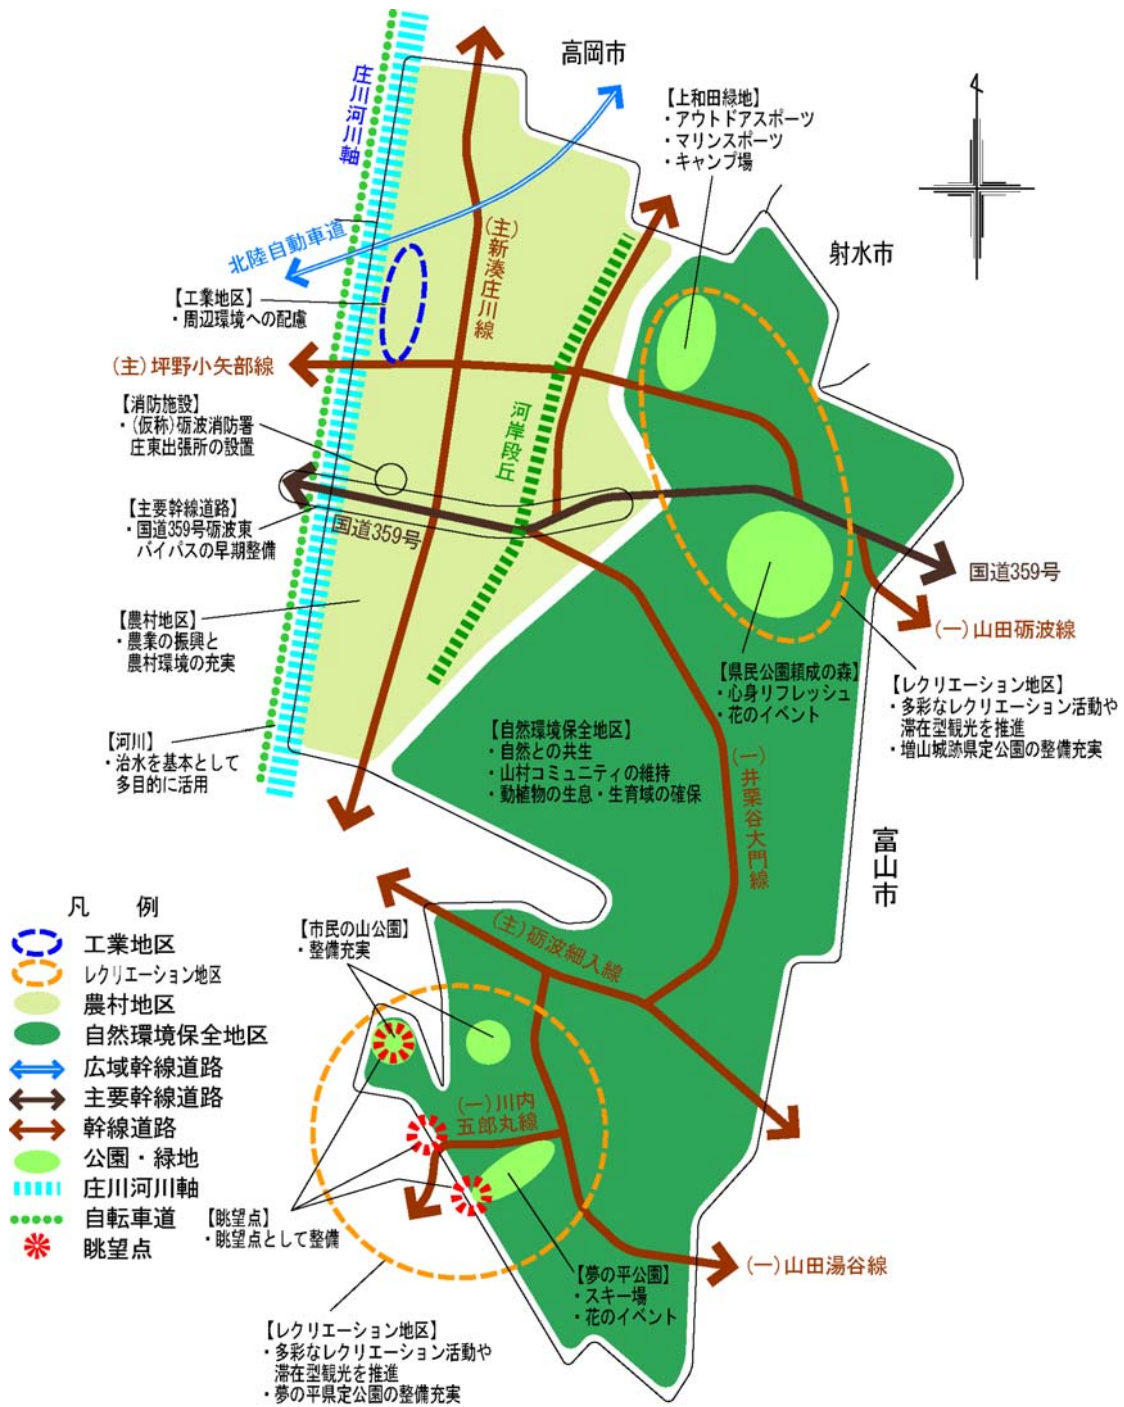 高岡市
庄川河川軸
【上和田緑地】
・アウトドアスポーツ
・マリンスポーツ
・キャンプ場
射水市
北陸自動車道
(主)新湊庄川線
【工業地区】
・周辺環境への配慮
(主)坪野小矢部線
【消防施設】
・(仮称)砺波消防署
庄東出張所の設置
河岸段丘
【主要幹線道路】
・国道359号砺波東
バイパスの早期整備
国道359号
国道359号
(一)山田砺波線
【農村地区】
・農業の振興と
農村環境の充実
【県民公園頼成の森】
・心身リフレッシュ
・花のイベント
【レクリエーション地区】
・多彩なレクリエーション活動や
滞在型観光を推進
・増山城跡県定公園の整備充実
【河川】
・治水を基本として
多目的に活用
【自然環境保全地区】
・自然との共生
・山村コミュニティの維持
・動植物の生息・生育域の確保
(一)井栗谷大門線
富山市
凡 例
工業地区
レクリエーション地区
農村地区
自然環境保全地区
広域幹線道路
主要幹線道路
幹線道路
公園・緑地
庄川河川軸
自転車道
眺望点
【市民の山公園】
・整備充実
(主)砺波細入線
(一)川内
五郎丸線
【眺望点】
・眺望点として整備
【夢の平公園】
・スキー場
・花のイベント
(一)山田湯谷線
【レクリエーション地区】
・多彩なレクリエーション活動や
滞在型観光を推進
・夢の平県定公園の整備充実